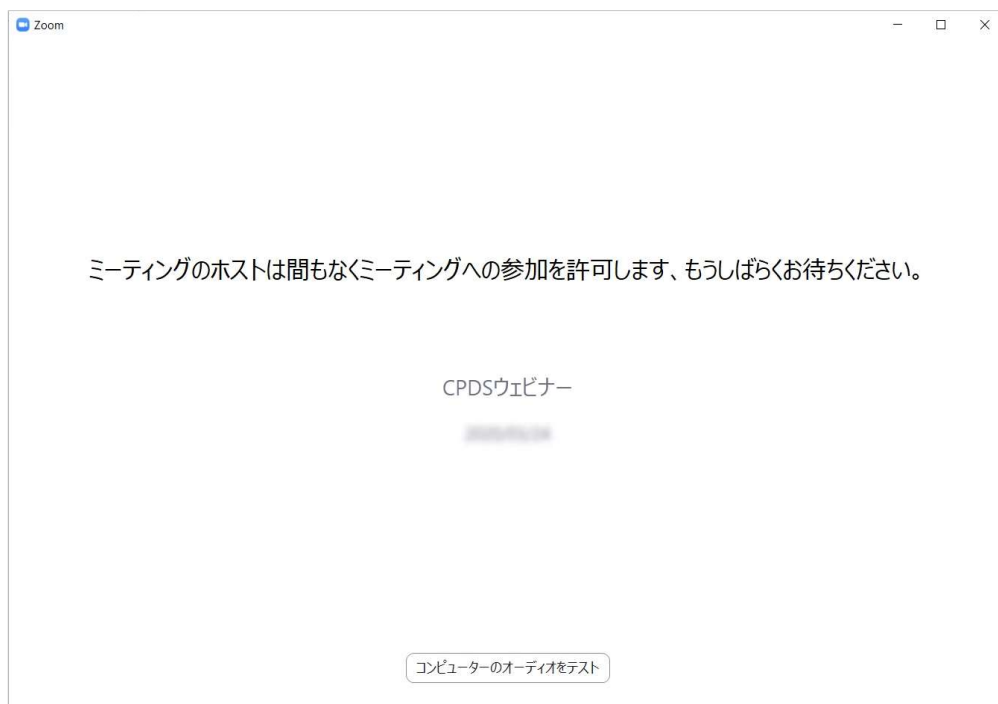 Zoom
ミーティングのホストは間もなくミーティングへの参加を許可します、もうしばらくお待ちください。
CPDSウェビナー
コンピューターのオーディオをテスト